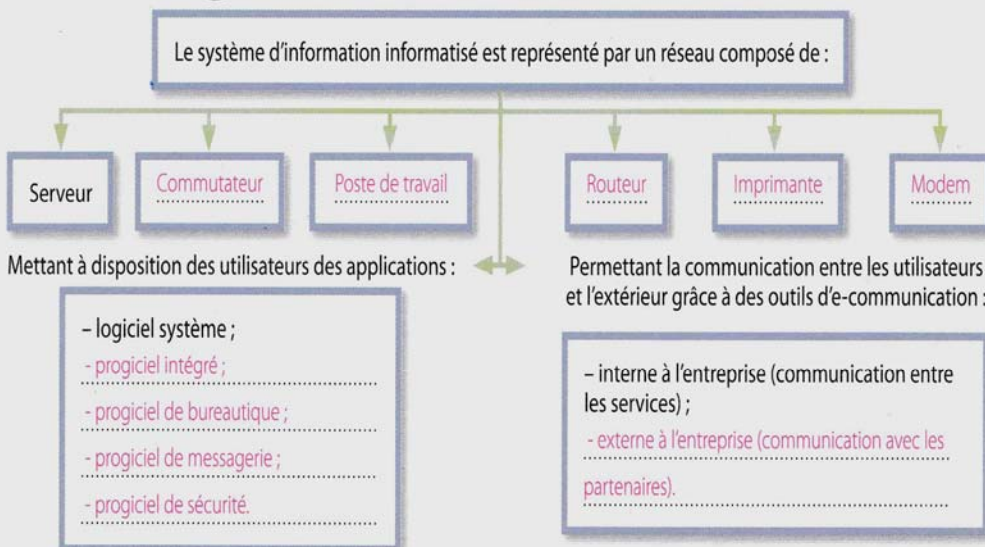 Le système d'information informatisé est représenté par un réseau composé de :
Serveur
Commutateur
Poste de travail
Routeur
Imprimante
Modem
Mettant à disposition des utilisateurs des applications :
– logiciel système ;
- progiciel intégré ;
- progiciel de bureautique ;
- progiciel de messagerie ;
- progiciel de sécurité.
Permettant la communication entre les utilisateurs
et l'extérieur grâce à des outils d'e-communication :
– interne à l'entreprise (communication entre
les services) ;
- externe à l'entreprise (communication avec les
partenaires).